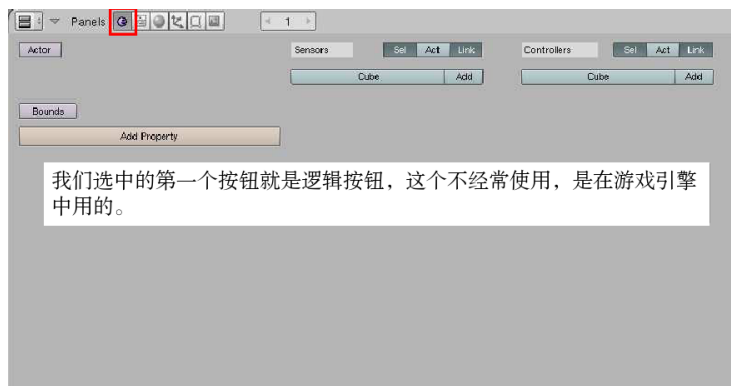 Panels 1
Actor Sensors Sel Act Link Controllers Sel Act Link
Cube Add Cube Add
Bounds
Add Property
我们选中的第一个按钮就是逻辑按钮，这个不经常使用，是在游戏引擎
中用的。